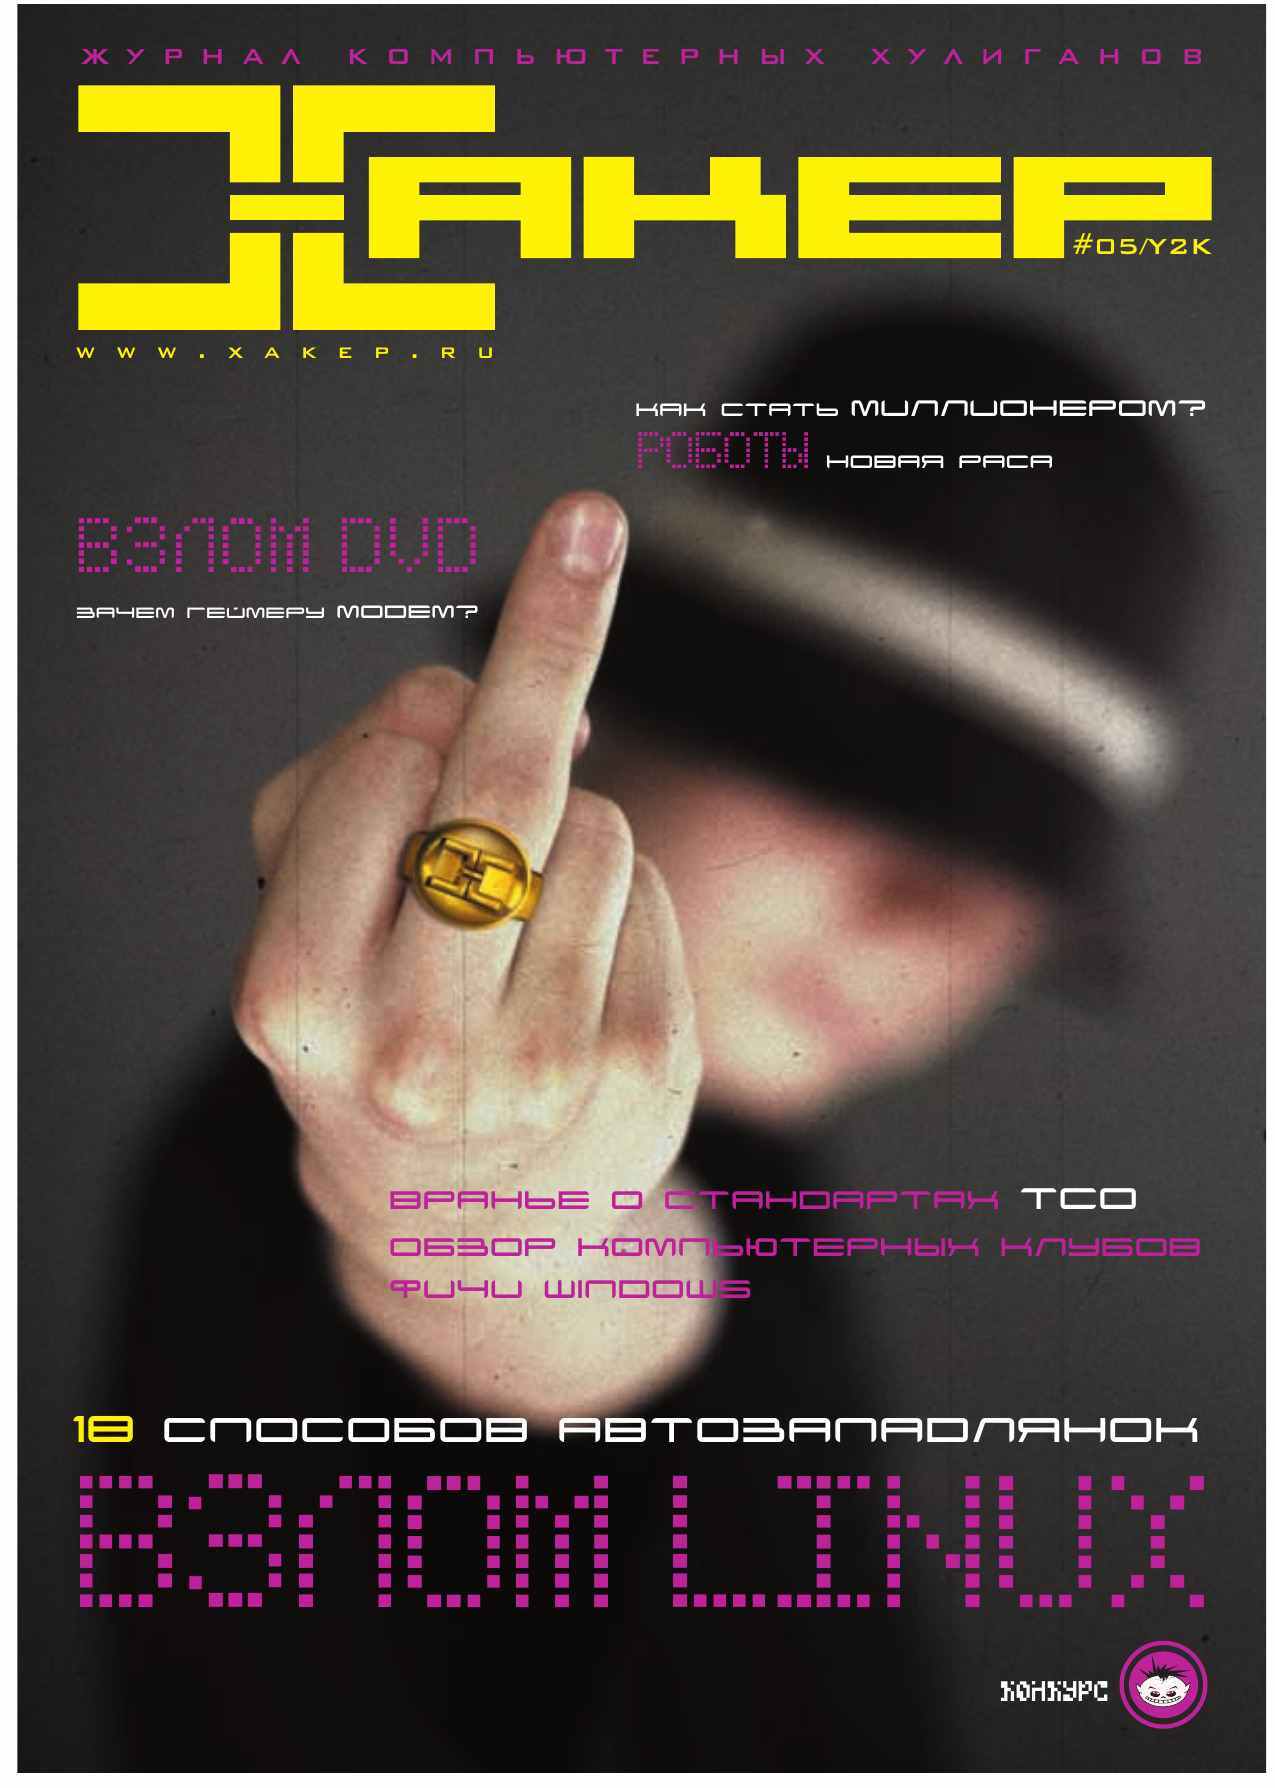 ЖУРНАЛ КОМПЬЮТЕРНЫХ ХУЛИГАНОВ
ХАКЕР
#05/Y2K
WWW.XAKEP.RU
КАК СТАТЬ МИЛЛИОНЕРОМ?
РОБОТЫ НОВАЯ РАСА
ВЗЛОМ DVD
ЗАЧЕМ ГЕЙМЕРУ MODEM?
ВРАНЬЕ О СТАНДАРТАХ TCO
ОБЗОР КОМПЬЮТЕРНЫХ КЛУБОВ
ФИЧИ WINDOWS
18 СПОСОБОВ АВТОЗАПАДЛЯНОК
ВЗЛОМ LINUX
КОНКУРС